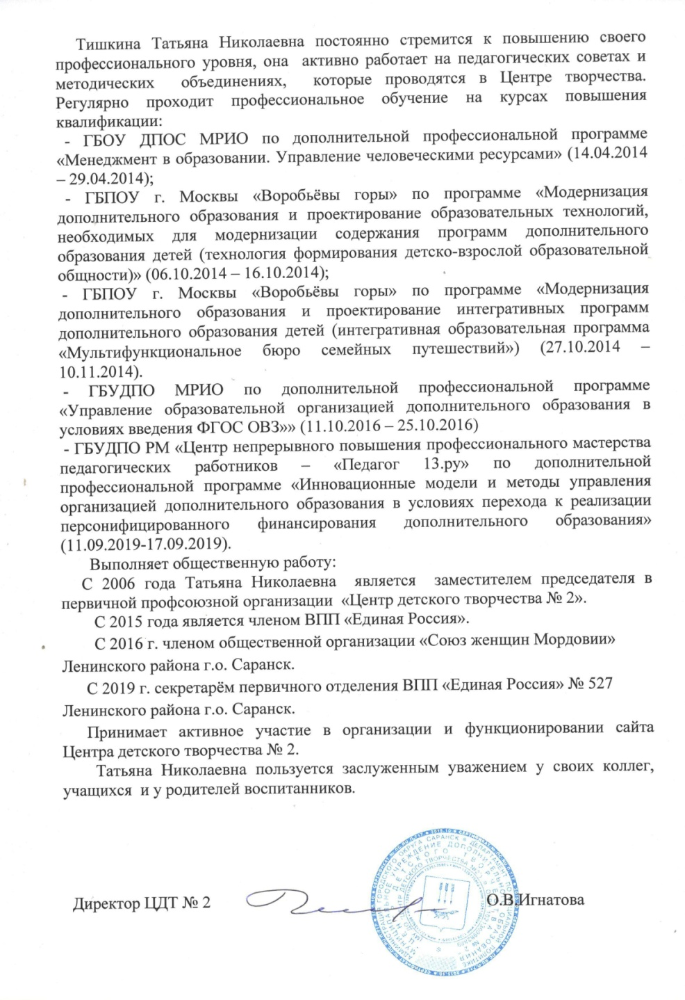 Тишкина Татьяна Николаевна постоянно стремится к повышению своего
профессионального уровня, она активно работает на педагогических советах и
методических объединениях, которые проводятся в Центре творчества.
Регулярно проходит профессиональное обучение на курсах повышения
квалификации:
- ГБОУ ДПОС МРИО по дополнительной профессиональной программе
«Менеджмент в образовании. Управление человеческими ресурсами» (14.04.2014
– 29.04.2014);
- ГБПОУ г. Москвы «Воробьёвы горы» по программе «Модернизация
дополнительного образования и проектирование образовательных технологий,
необходимых для модернизации содержания программ дополнительного
образования детей (технология формирования детско-взрослой образовательной
общности)» (06.10.2014 – 16.10.2014);
- ГБПОУ г. Москвы «Воробьёвы горы» по программе «Модернизация
дополнительного образования и проектирование интегративных программ
дополнительного образования детей (интегративная образовательная программа
«Мультифункциональное бюро семейных путешествий») (27.10.2014 –
10.11.2014).
- ГБУДПО МРИО по дополнительной профессиональной программе
«Управление образовательной организацией дополнительного образования в
условиях введения ФГОС ОВЗ»» (11.10.2016 – 25.10.2016)
- ГБУДПО РМ «Центр непрерывного повышения профессионального мастерства
педагогических работников – «Педагог 13.ру» по дополнительной
профессиональной программе «Инновационные модели и методы управления
организацией дополнительного образования в условиях перехода к реализации
персонифицированного финансирования дополнительного образования»
(11.09.2019-17.09.2019).
Выполняет общественную работу:
С 2006 года Татьяна Николаевна является заместителем председателя в
первичной профсоюзной организации «Центр детского творчества № 2».
С 2015 года является членом ВПП «Единая Россия».
С 2016 г. членом общественной организации «Союз женщин Мордовии»
Ленинского района г.о. Саранск.
С 2019 г. секретарём первичного отделения ВПП «Единая Россия» № 527
Ленинского района г.о. Саранск.
Принимает активное участие в организации и функционировании сайта
Центра детского творчества № 2.
Татьяна Николаевна пользуется заслуженным уважением у своих коллег,
учащихся и у родителей воспитанников.
Директор ЦДТ № 2
О.В.Игнатова